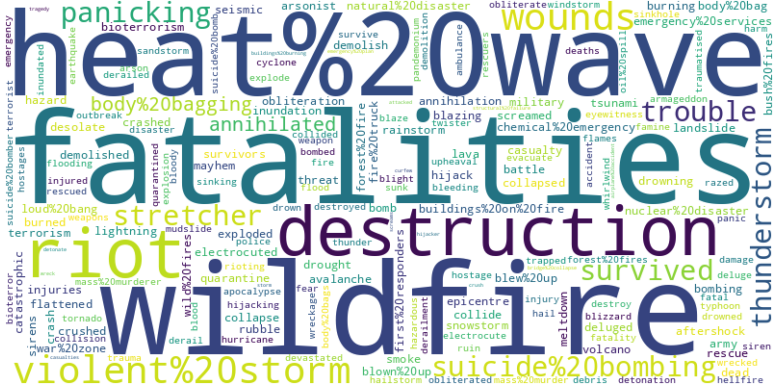 heat%20wave
fatalities
wildfire
destruction
riot
wounds
panicking
trouble
thunderstorm
stretcher
survived
violent%20storm
suicide%20bombing
annihilated
body%20bagging
arsonist
natural%20disaster
obliterate
windstorm
burning
body%20bag
emergency%20services
seismic
bioterrorism
sandstorm
survive
demolish
cyclone
explode
derailed
arson
inundated
earthquake
emergency
tragedy
suicide%20bomb
buildings%20burning
pandemonium
demolition
ambulance
rescuers
deaths
oil%20spill
traumatised
sinkhole
harm
bush%20fires
hazard
outbreak
desolate
crashed
disaster
obliteration
inundation
collided
annihilation
military
tsunami
armageddon
eyewitness
blaze
blazing
screamed
twister
rainstorm
chemical%20emergency
famine
landslide
terrorist
suicide%20bomber
hostages
demolished
flooding
injured
rescued
bloody
quarantined
explosion
survivors
mayhem
sinking
weapon
bombed
fire
threat
flood
forest%20fire
fire%20truck
sunk
curfew
blight
lava
upheaval
hijack
bleeding
casualty
evacuate
battle
collapsed
accident
flames
whirlwind
drowning
razed
attacked
loud%20bang
burned
weapons
terrorism
lightning
mudslide
exploded
electrocuted
drown
destroyed
bomb
buildings%20on%20fire
nuclear%20disaster
panic
police
thunder
hijacker
detonate
bioterror
catastrophic
injuries
mass%20murderer
flattened
sirens
tornado
crushed
collision
war%20zone
wild%20fires
blood
derail
rioting
quarantine
apocalypse
hijacking
collapse
rubble
hurricane
drought
avalanche
fear
wreckages
body%20bags
first%20responders
hazardous
derailment
hostage
crash
blew%20up
epicentre
collide
snowstorm
electrocute
ruin
trapped
forest%20fires
injury
hail
meltdown
blizzard
destroy
deluged
fatality
volcano
damage
deluge
bombing
fatal
typhoon
drowned
aftershock
army
siren
rescue
wrecked
dead
casualties
trauma
devastated
smoke
blown%20up
hailstorm
obliterated
mass%20murder
debris
deluge
hellfire
wreck
storm